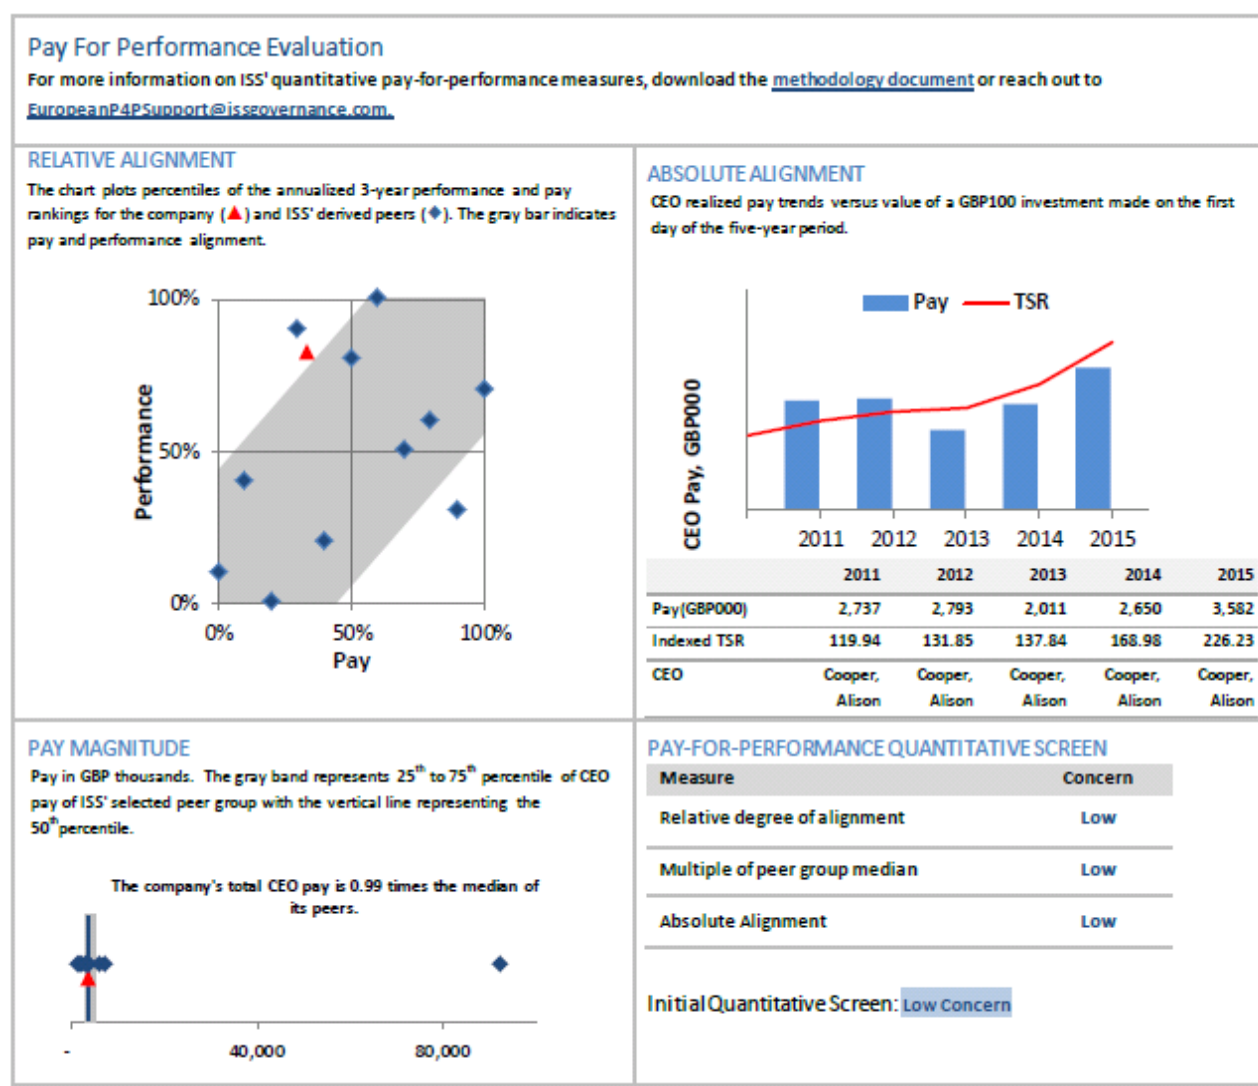 Pay For Performance Evaluation
For more information on ISS' quantitative pay-for-performance measures, download the methodology document or reach out to
EuropeanP4PSupport@issgovernance.com.
RELATIVE ALIGNMENT
The chart plots percentiles of the annualized 3-year performance and pay
rankings for the company (▲) and ISS' derived peers (◆). The gray bar indicates
pay and performance alignment.
100%
50%
0%
Performance
0% 50% 100%
Pay
ABSOLUTE ALIGNMENT
CEO realized pay trends versus value of a GBP100 investment made on the first
day of the five-year period.
Pay TSR
CEO Pay, GBP000
2011 2012 2013 2014 2015
2011 2012 2013 2014 2015
Pay(GBP000) 2,737 2,793 2,011 2,650 3,582
Indexed TSR 119.94 131.85 137.84 168.98 226.23
CEO Cooper, Cooper, Cooper, Cooper, Cooper,
Alison Alison Alison Alison Alison
PAY MAGNITUDE
Pay in GBP thousands. The gray band represents 25th to 75th percentile of CEO
pay of ISS' selected peer group with the vertical line representing the
50th percentile.
The company's total CEO pay is 0.99 times the median of
its peers.
- 40,000 80,000
PAY-FOR-PERFORMANCE QUANTITATIVE SCREEN
Measure Concern
Relative degree of alignment Low
Multiple of peer group median Low
Absolute Alignment Low
Initial Quantitative Screen: Low Concern